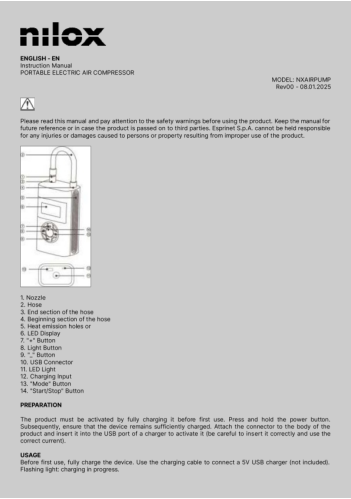 nilox
ENGLISH - EN
Instruction Manual
PORTABLE ELECTRIC AIR COMPRESSOR
MODEL: NXAIRPUMP
Rev00 - 08.01.2025
Please read this manual and pay attention to the safety warnings before using the product. Keep the manual for
future reference or in case the product is passed on to third parties. Esprinet S.p.A. cannot be held responsible
for any injuries or damages caused to persons or property resulting from improper use of the product.
1. Nozzle
2. Hose
3. End section of the hose
4. Beginning section of the hose
5. Heat emission holes or
6. LED Display
7. "+" Button
8. Light Button
9. "_" Button
10. USB Connector
11. LED Light
12. Charging Input
13. "Mode" Button
14. "Start/Stop" Button
PREPARATION
The product must be activated by fully charging it before first use. Press and hold the power button.
Subsequently, ensure that the device remains sufficiently charged. Attach the connector to the body of the
product and insert it into the USB port of a charger to activate it (be careful to insert it correctly and use the
correct current).
USAGE
Before first use, fully charge the device. Use the charging cable to connect a 5V USB charger (not included).
Flashing light: charging in progress.